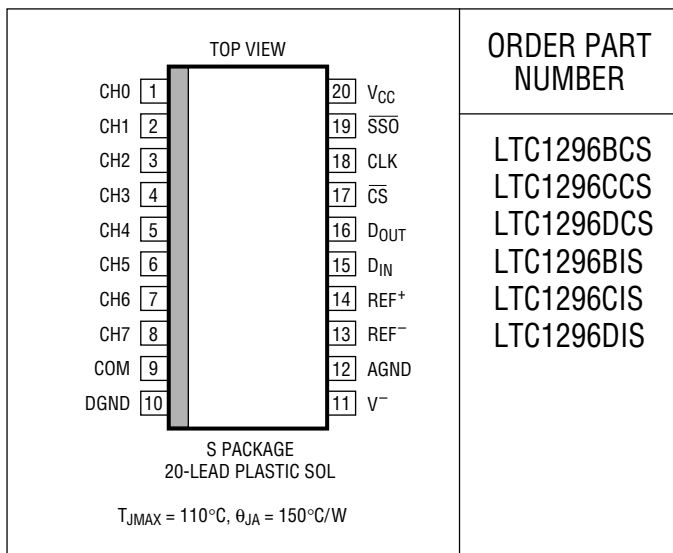 TOP VIEW
CH0 1 20 VCC
CH1 2 19 S̅S̅O̅
CH2 3 18 CLK
CH3 4 17 C̅S̅
CH4 5 16 DOUT
CH5 6 15 DIN
CH6 7 14 REF⁺
CH7 8 13 REF⁻
COM 9 12 AGND
DGND 10 11 V⁻
S PACKAGE
20-LEAD PLASTIC SOL
TJMAX = 110°C, θJA = 150°C/W
ORDER PART
NUMBER
LTC1296BCS
LTC1296CCS
LTC1296DCS
LTC1296BIS
LTC1296CIS
LTC1296DIS